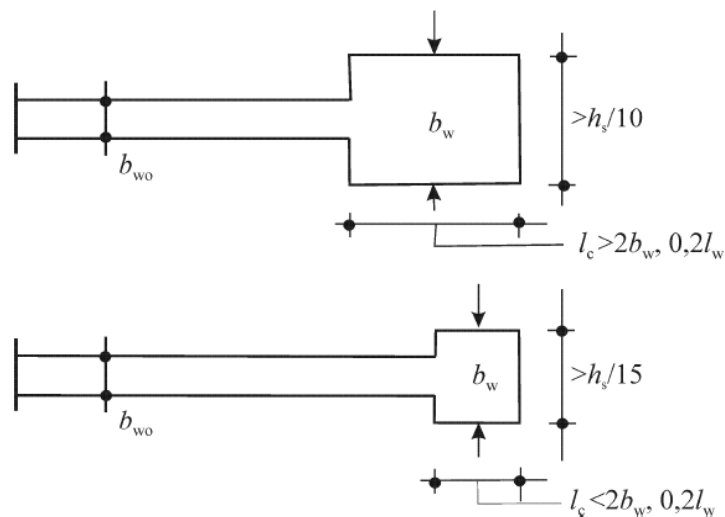 b_w
>h_s/10
b_wo
l_c>2b_w, 0,2l_w
b_w
>h_s/15
b_wo
l_c<2b_w, 0,2l_w